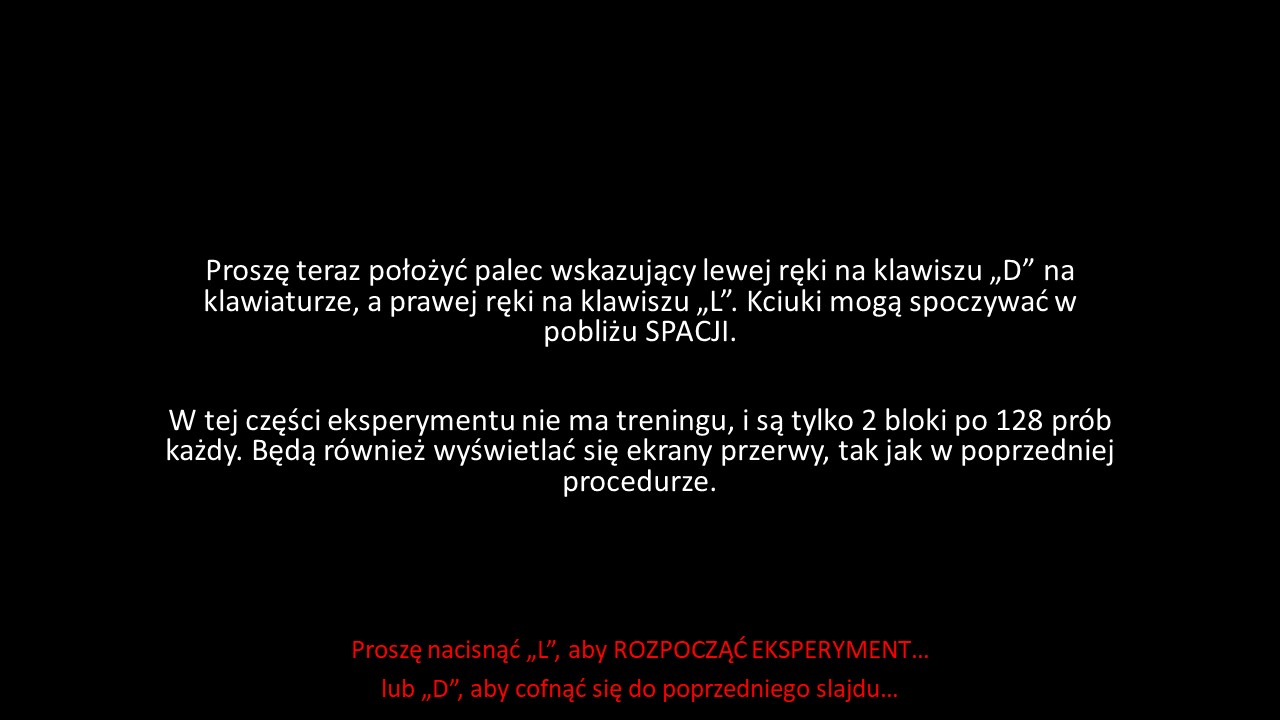 Proszę teraz położyć palec wskazujący lewej ręki na klawiszu „D” na
klawiaturze, a prawej ręki na klawiszu „L”. Kciuki mogą spoczywać w
pobliżu SPACJI.
W tej części eksperymentu nie ma treningu, i są tylko 2 bloki po 128 prób
każdy. Będą również wyświetlać się ekrany przerwy, tak jak w poprzedniej
procedurze.
Proszę nacisnąć „L”, aby ROZPOCZĄĆ EKSPERYMENT…
lub „D”, aby cofnąć się do poprzedniego slajdu…